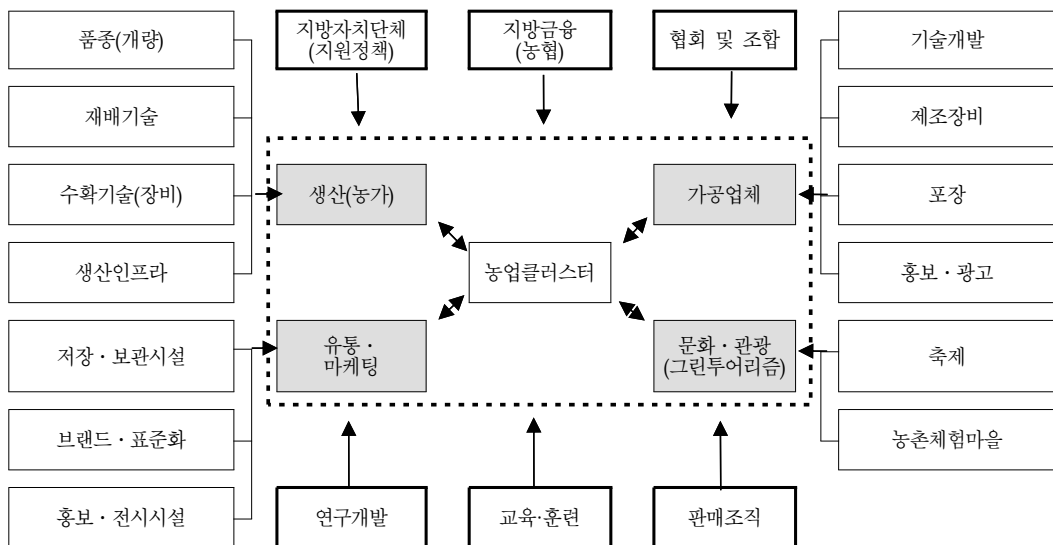 품종(개량)
지방자치단체
(지원정책)
지방금융
(농협)
협회 및 조합
기술개발
재배기술
제조장비
수확기술(장비)
생산(농가)
가공업체
포장
생산인프라
농업클러스터
홍보·광고
저장·보관시설
유통·
마케팅
문화·관광
(그린투어리즘)
축제
브랜드·표준화
농촌체험마을
홍보·전시시설
연구개발
교육·훈련
판매조직